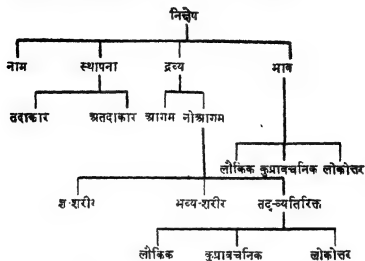 निक्षेप
नाम स्थापना द्रव्य भाव
तदाकार अतदाकार आगम नोआगम
लौकिक कुप्रावचनिक लोकोत्तर
ज्ञ-शरीर भव्य-शरीर तद्-व्यतिरिक्त
लौकिक कुप्रावचनिक लोकोत्तर